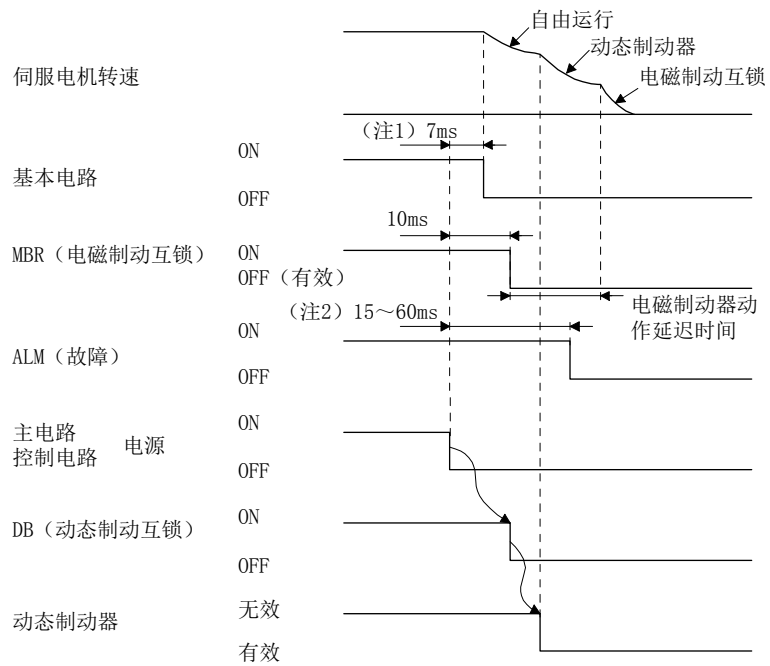 自由运行
动态制动器
电磁制动互锁
伺服电机转速
（注1）7ms
ON
基本电路
OFF
10ms
MBR（电磁制动互锁）
ON
OFF（有效）
（注2）15～60ms
电磁制动器动
作延迟时间
ON
ALM（故障）
OFF
主电路
控制电路
电源
ON
OFF
DB（动态制动互锁）
ON
OFF
动态制动器
无效
有效